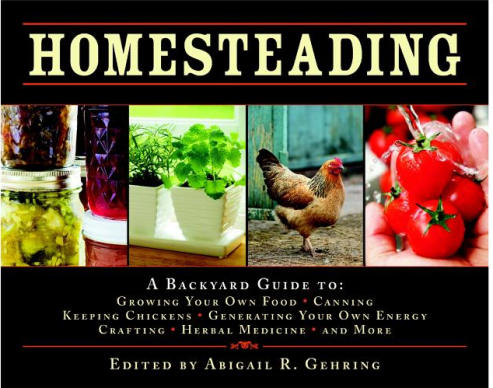 HOMESTEADING
A BACKYARD GUIDE TO:
GROWING YOUR OWN FOOD • CANNING
KEEPING CHICKENS • GENERATING YOUR OWN ENERGY
CRAFTING • HERBAL MEDICINE • AND MORE
EDITED BY ABIGAIL R. GEHRING